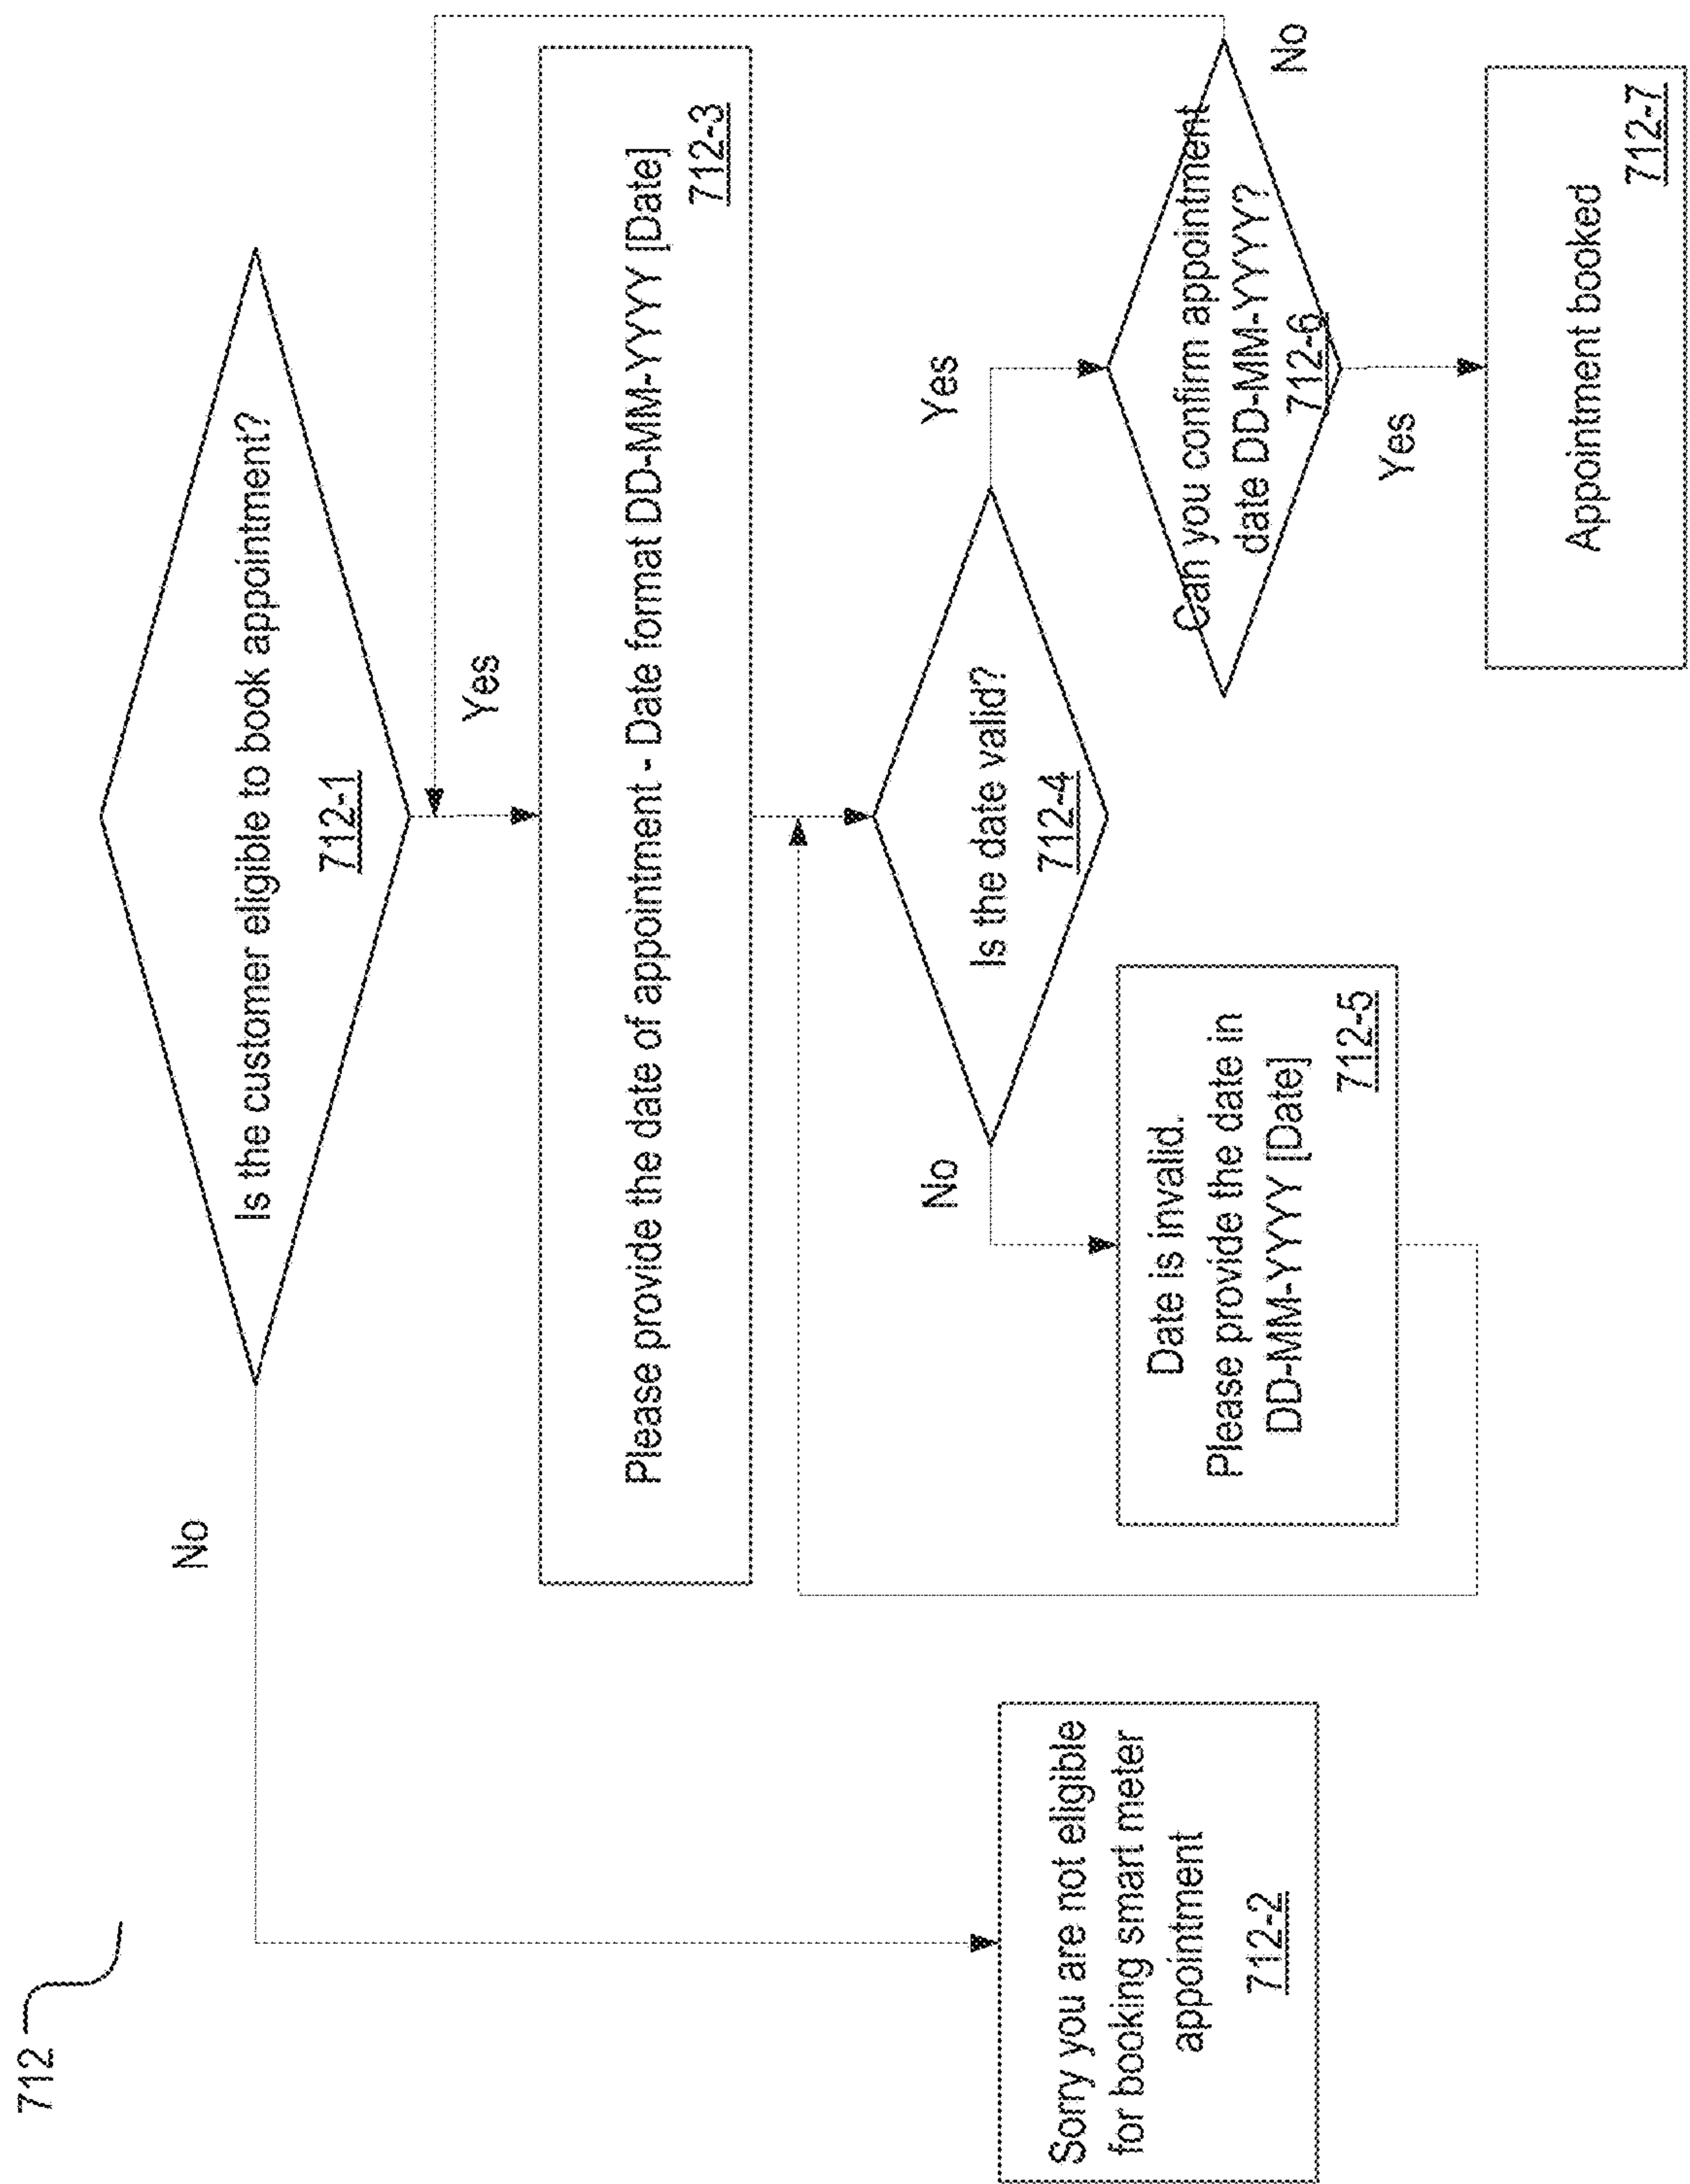 712
Is the customer eligible to book appointment?
712-1
No
Yes
Please provide the date of appointment - Date format DD-MM-YYYY [Date]
712-3
Is the date valid?
712-4
No
Yes
Sorry you are not eligible
for booking smart meter
appointment
712-2
Date is invalid.
Please provide the date in
DD-MM-YYYY [Date]
712-5
Can you confirm appointment
date DD-MM-YYYY?
712-6
No
Yes
Appointment booked
712-7